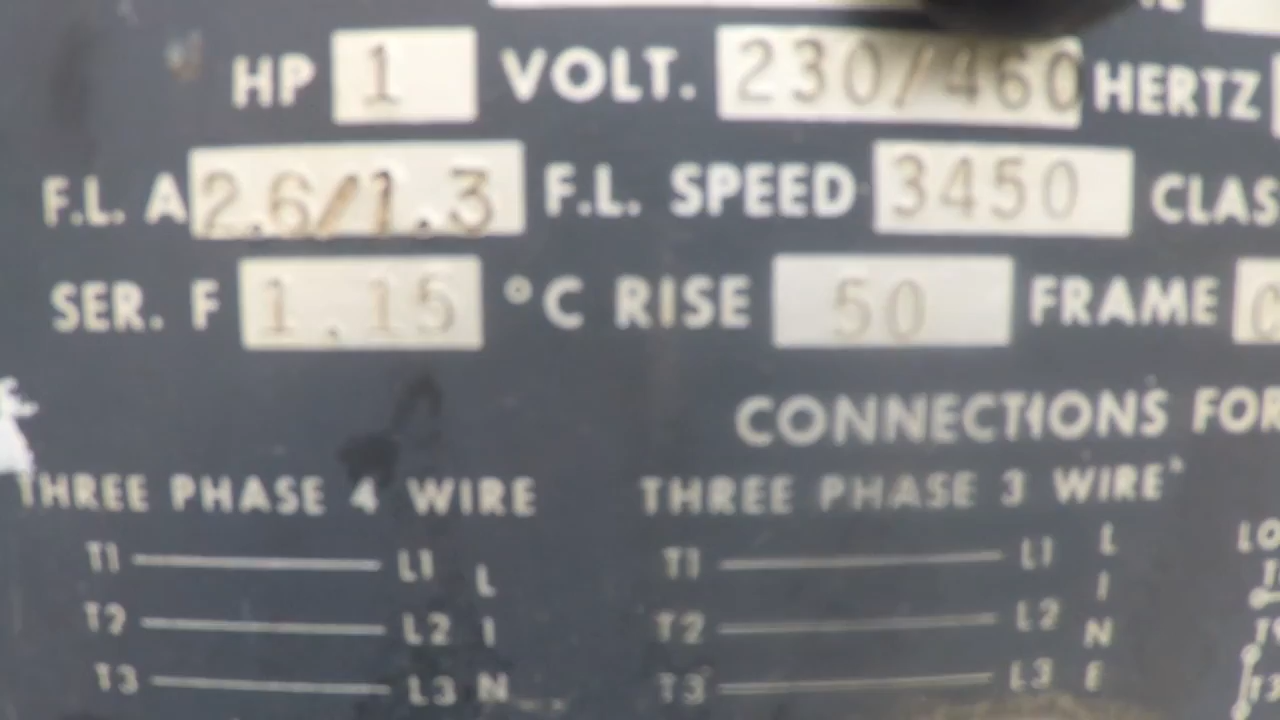 HP 1 VOLT. 230/460 HERTZ
F.L. A 2.6/1.3 F.L. SPEED 3450 CLAS
SER. F 1.15 °C RISE 50 FRAME
CONNECTIONS FOR
THREE PHASE 4 WIRE THREE PHASE 3 WIRE
T1 L1 L T1 L1 L LO
I
T2 L2 I T2 L2 N
T3 L3 N T3 L3 E